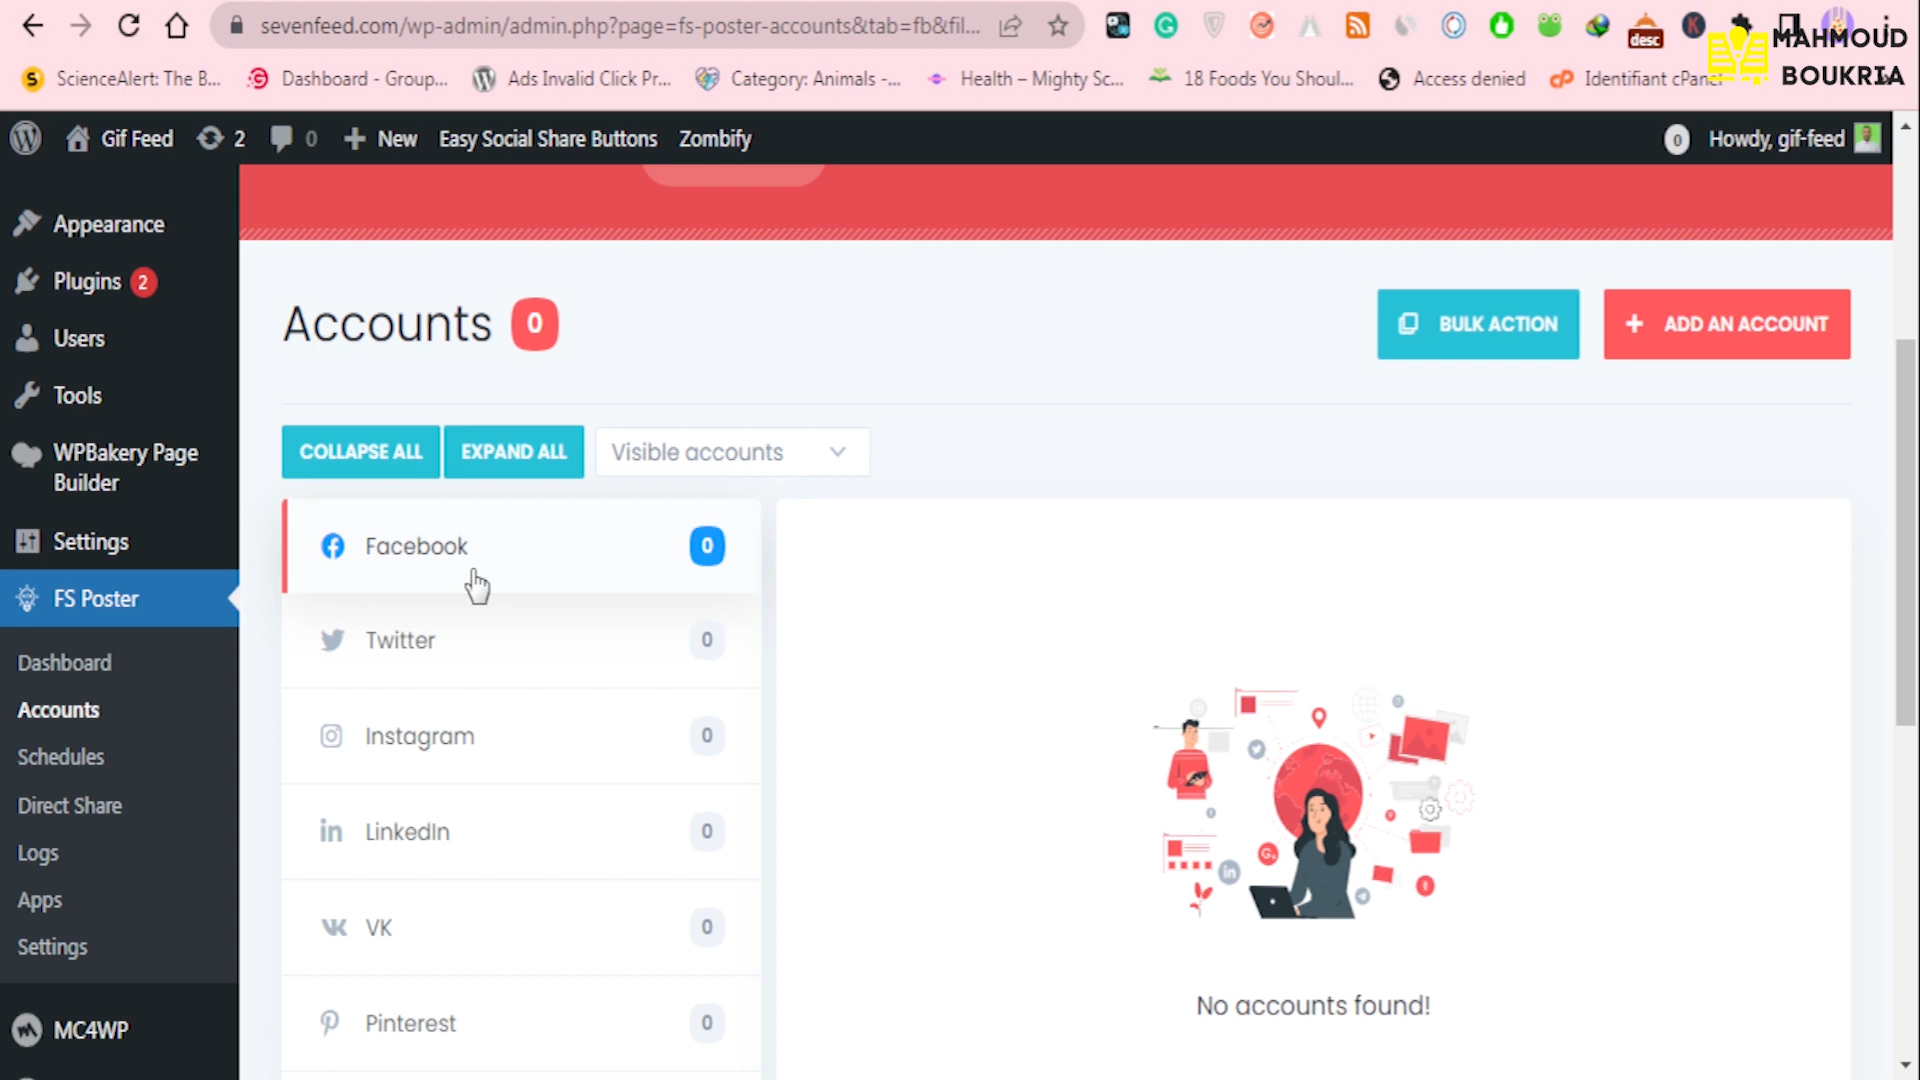 sevenfeed.com/wp-admin/admin.php?page=fs-poster-accounts&tab=fb&fil...
desc
MAHMOUD
BOUKRIA
ScienceAlert: The B...
Dashboard - Group...
Ads Invalid Click Pr...
Category: Animals -...
Health – Mighty Sc...
18 Foods You Shoul...
Access denied
Identifiant cPanel
Gif Feed
2
0
New
Easy Social Share Buttons
Zombify
0
Howdy, gif-feed
Appearance
Plugins 2
Users
Tools
WPBakery Page
Builder
Settings
FS Poster
Dashboard
Accounts
Schedules
Direct Share
Logs
Apps
Settings
MC4WP
Accounts 0
BULK ACTION
+ ADD AN ACCOUNT
COLLAPSE ALL
EXPAND ALL
Visible accounts
Facebook 0
Twitter 0
Instagram 0
LinkedIn 0
VK 0
Pinterest 0
No accounts found!